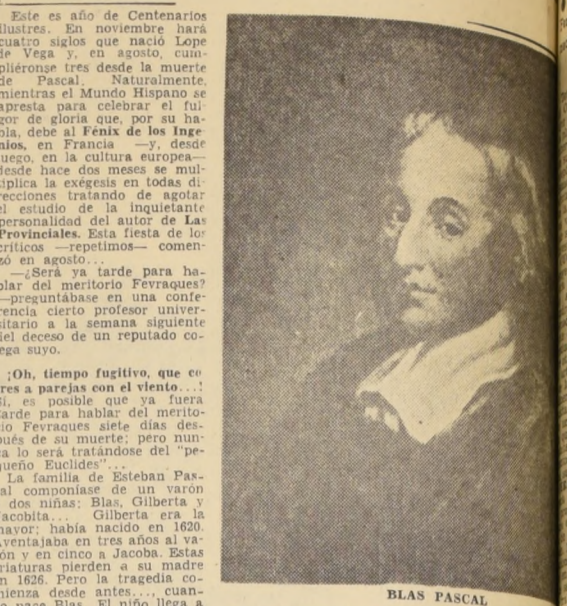 Este es año de Centenarios
ilustres. En noviembre hará
cuatro siglos que nació Lope
de Vega y, en agosto, cum-
pliéronse tres desde la muerte
de Pascal. Naturalmente,
mientras el Mundo Hispano se
apresta para celebrar el ful-
gor de gloria que, por su ha-
bla, debe al Fénix de los Inge
nios, en Francia —y, desde
luego, en la cultura europea—
desde hace dos meses se mul-
tiplica la exégesis en todas di-
recciones tratando de agotar
el estudio de la inquietante
personalidad del autor de Las
Provinciales. Esta fiesta de los
críticos —repetimos— comen-
zó en agosto...
—¿Será ya tarde para ha-
blar del meritorio Fevraques?
—preguntábase en una confe-
rencia cierto profesor univer-
sitario a la semana siguiente
del deceso de un reputado co-
lega suyo.
¡Oh, tiempo fugitivo, que co
rres a parejas con el viento...!
Sí, es posible que ya fuera
tarde para hablar del merito-
rio Fevraques siete días des-
pués de su muerte; pero nun-
ca lo será tratándose del "pe-
queño Euclides"...
La familia de Esteban Pas-
cal componíase de un varón
y dos niñas: Blas, Gilberta y
Jacobita... Gilberta era la
mayor; había nacido en 1620.
Aventajaba en tres años al va-
rón y en cinco a Jacoba. Estas
criaturas pierden a su madre
en 1626. Pero la tragedia co-
mienza desde antes..., cuan-
do nace Blas. El niño llega a
BLAS PASCAL